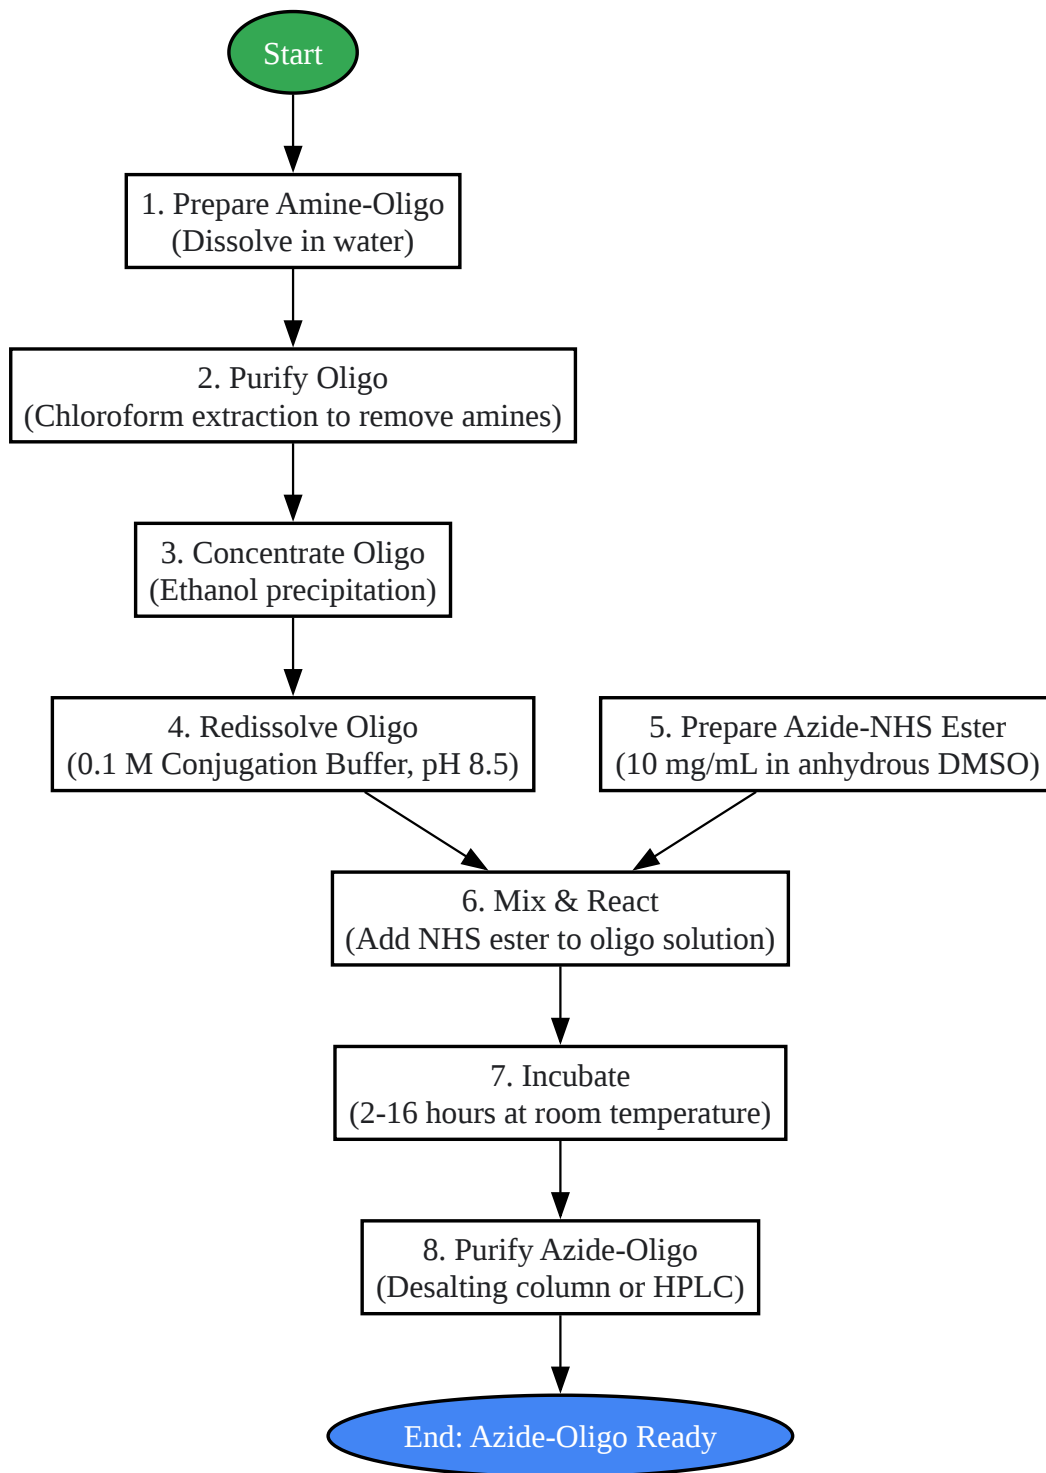 Start
1. Prepare Amine-Oligo
(Dissolve in water)
2. Purify Oligo
(Chloroform extraction to remove amines)
3. Concentrate Oligo
(Ethanol precipitation)
4. Redissolve Oligo
(0.1 M Conjugation Buffer, pH 8.5)
5. Prepare Azide-NHS Ester
(10 mg/mL in anhydrous DMSO)
6. Mix & React
(Add NHS ester to oligo solution)
7. Incubate
(2-16 hours at room temperature)
8. Purify Azide-Oligo
(Desalting column or HPLC)
End: Azide-Oligo Ready